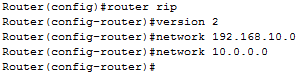 Router(config)#router rip
Router(config-router)#version 2
Router(config-router)#network 192.168.10.0
Router(config-router)#network 10.0.0.0
Router(config-router)#